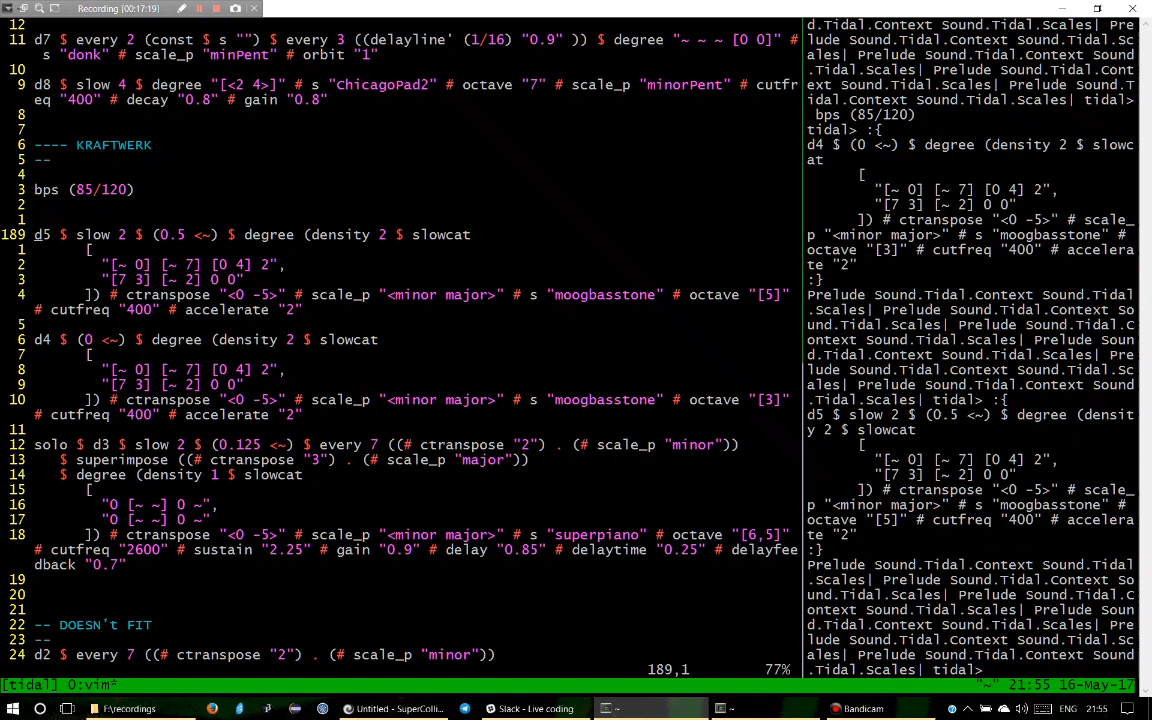 Recording [00:17:19]
12
11 d7 $ every 2 (const $ s "") $ every 3 ((delayline' (1/16) "0.9" )) $ degree "~ ~ ~ [0 0]" #
s "donk" # scale_p "minPent" # orbit "1"
10
9 d8 $ slow 4 $ degree "[<2 4>]" # s "ChicagoPad2" # octave "7" # scale_p "minorPent" # cutfr
eq "400" # decay "0.8" # gain "0.8"
8
7
6 ---- KRAFTWERK
5 --
4
3 bps (85/120)
2
1
189 d5 $ slow 2 $ (0.5 <~) $ degree (density 2 $ slowcat
1 [
2 "[~ 0] [~ 7] [0 4] 2",
3 "[7 3] [~ 2] 0 0"
4 ]) # ctranspose "<0 -5>" # scale_p "<minor major>" # s "moogbasstone" # octave "[5]"
# cutfreq "400" # accelerate "2"
5
6 d4 $ (0 <~) $ degree (density 2 $ slowcat
7 [
8 "[~ 0] [~ 7] [0 4] 2",
9 "[7 3] [~ 2] 0 0"
10 ]) # ctranspose "<0 -5>" # scale_p "<minor major>" # s "moogbasstone" # octave "[3]"
# cutfreq "400" # accelerate "2"
11
12 solo $ d3 $ slow 2 $ (0.125 <~) $ every 7 ((# ctranspose "2") . (# scale_p "minor"))
13 $ superimpose ((# ctranspose "3") . (# scale_p "major"))
14 $ degree (density 1 $ slowcat
15 [
16 "0 [~ ~] 0 ~",
17 "0 [~ ~] 0 ~"
18 ]) # ctranspose "<0 -5>" # scale_p "<minor major>" # s "superpiano" # octave "[6,5]"
# cutfreq "2600" # sustain "2.25" # gain "0.9" # delay "0.85" # delaytime "0.25" # delayfee
dback "0.7"
19
20
21
22 -- DOESN't FIT
23 --
24 d2 $ every 7 ((# ctranspose "2") . (# scale_p "minor"))
189,1 77%
d.Tidal.Context Sound.Tidal.Scales| Pre
lude Sound.Tidal.Context Sound.Tidal.Sc
ales| Prelude Sound.Tidal.Context Sound
.Tidal.Scales| Prelude Sound.Tidal.Cont
ext Sound.Tidal.Scales| Prelude Sound.T
idal.Context Sound.Tidal.Scales| tidal>
bps (85/120)
tidal> :{
d4 $ (0 <~) $ degree (density 2 $ slowc
at
[
"[~ 0] [~ 7] [0 4] 2",
"[7 3] [~ 2] 0 0"
]) # ctranspose "<0 -5>" # scale_
p "<minor major>" # s "moogbasstone" #
octave "[3]" # cutfreq "400" # accelera
te "2"
:}
Prelude Sound.Tidal.Context Sound.Tidal
.Scales| Prelude Sound.Tidal.Context So
und.Tidal.Scales| Prelude Sound.Tidal.C
ontext Sound.Tidal.Scales| Prelude Soun
d.Tidal.Context Sound.Tidal.Scales| Pre
lude Sound.Tidal.Context Sound.Tidal.Sc
ales| Prelude Sound.Tidal.Context Sound
.Tidal.Scales| tidal> :{
d5 $ slow 2 $ (0.5 <~) $ degree (densit
y 2 $ slowcat
[
"[~ 0] [~ 7] [0 4] 2",
"[7 3] [~ 2] 0 0"
]) # ctranspose "<0 -5>" # scale_
p "<minor major>" # s "moogbasstone" #
octave "[5]" # cutfreq "400" # accelera
te "2"
:}
Prelude Sound.Tidal.Context Sound.Tidal
.Scales| Prelude Sound.Tidal.Context So
und.Tidal.Scales| Prelude Sound.Tidal.C
ontext Sound.Tidal.Scales| Prelude Soun
d.Tidal.Context Sound.Tidal.Scales| Pre
lude Sound.Tidal.Context Sound.Tidal.Sc
ales| Prelude Sound.Tidal.Context Sound
.Tidal.Scales| tidal>
[tidal] 0:vim* "~" 21:55 16-May-17
F:\recordings Untitled - SuperColli... Slack - Live coding ~ ~ Bandicam ENG 21:55